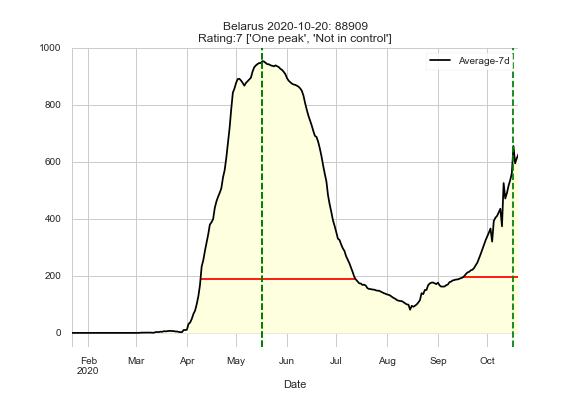 Belarus 2020-10-20: 88909
Rating:7 ['One peak', 'Not in control']
Average-7d
1000
800
600
400
200
0
Feb Mar Apr May Jun Jul Aug Sep Oct
2020
Date